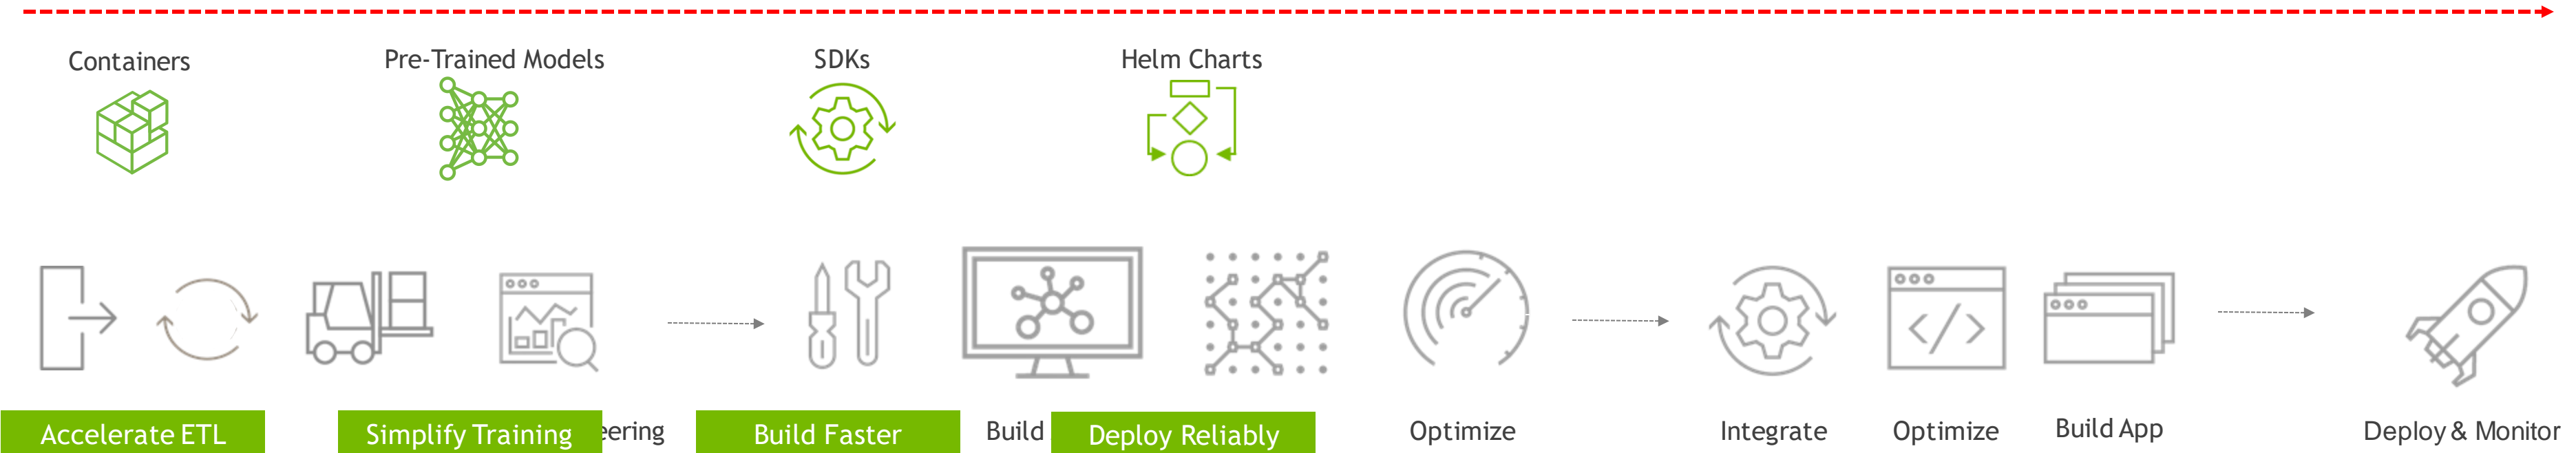 Containers
Pre-Trained Models
SDKs
Helm Charts
Accelerate ETL
Simplify Training
eering
Build Faster
Build
Deploy Reliably
Optimize
Integrate
Optimize
Build App
Deploy & Monitor